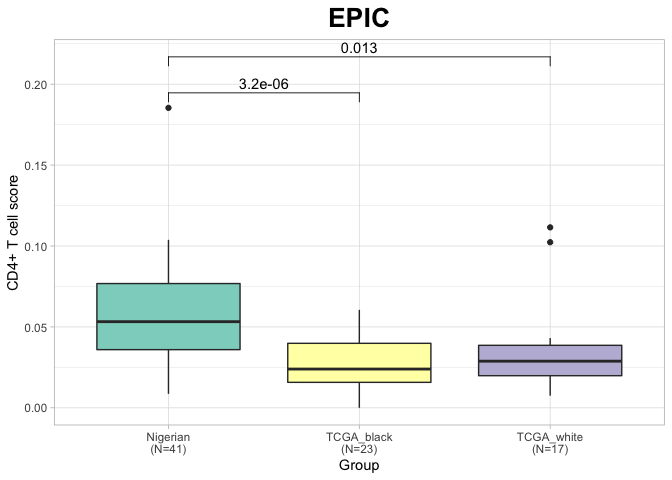 EPIC
0.013
3.2e-06
0.20
0.15
0.10
0.05
0.00
CD4+ T cell score
Nigerian
(N=41)
TCGA_black
(N=23)
TCGA_white
(N=17)
Group